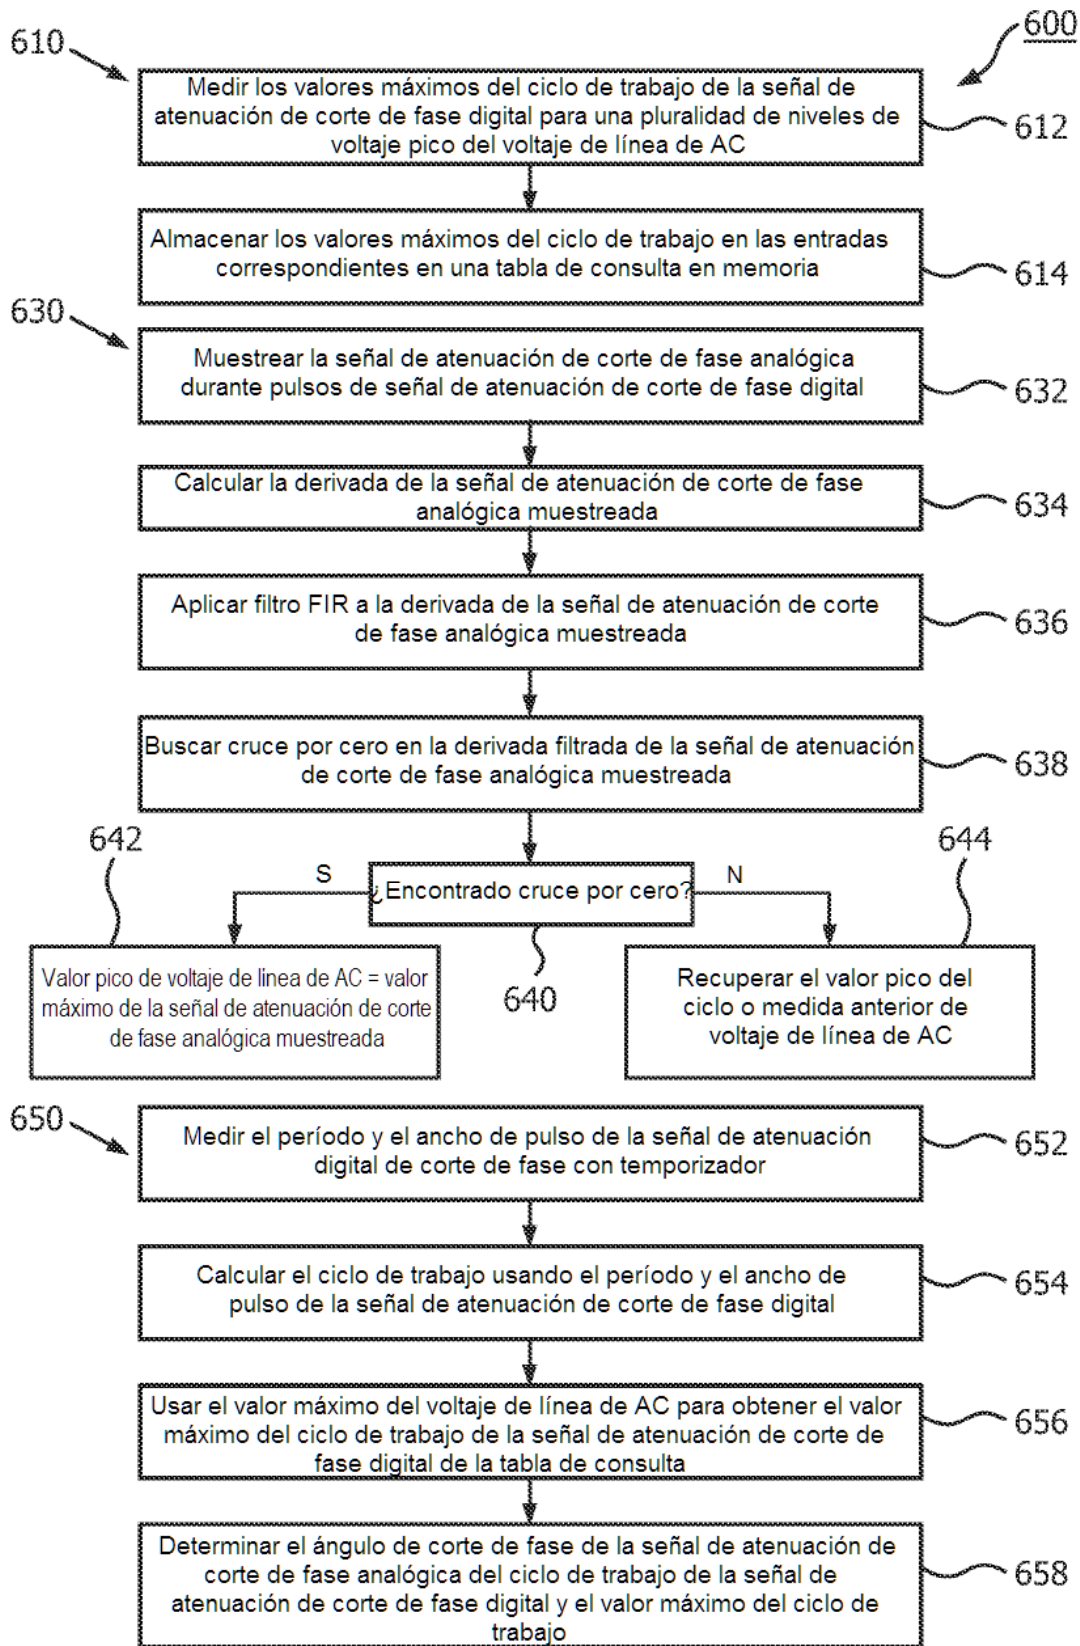 600
610
Medir los valores máximos del ciclo de trabajo de la señal de
atenuación de corte de fase digital para una pluralidad de niveles de
voltaje pico del voltaje de línea de AC
612
Almacenar los valores máximos del ciclo de trabajo en las entradas
correspondientes en una tabla de consulta en memoria
614
630
Muestrear la señal de atenuación de corte de fase analógica
durante pulsos de señal de atenuación de corte de fase digital
632
Calcular la derivada de la señal de atenuación de corte de fase
analógica muestreada
634
Aplicar filtro FIR a la derivada de la señal de atenuación de corte
de fase analógica muestreada
636
Buscar cruce por cero en la derivada filtrada de la señal de atenuación
de corte de fase analógica muestreada
638
642
644
S
¿Encontrado cruce por cero?
N
640
Valor pico de voltaje de linea de AC = valor
máximo de la señal de atenuación de corte
de fase analógica muestreada
Recuperar el valor pico del
ciclo o medida anterior de
voltaje de línea de AC
650
Medir el período y el ancho de pulso de la señal de atenuación
digital de corte de fase con temporizador
652
Calcular el ciclo de trabajo usando el período y el ancho de
pulso de la señal de atenuación de corte de fase digital
654
Usar el valor máximo del voltaje de línea de AC para obtener el valor
máximo del ciclo de trabajo de la señal de atenuación de corte de
fase digital de la tabla de consulta
656
Determinar el ángulo de corte de fase de la señal de atenuación de
corte de fase analógica del ciclo de trabajo de la señal de
atenuación de corte de fase digital y el valor máximo del ciclo de
trabajo
658